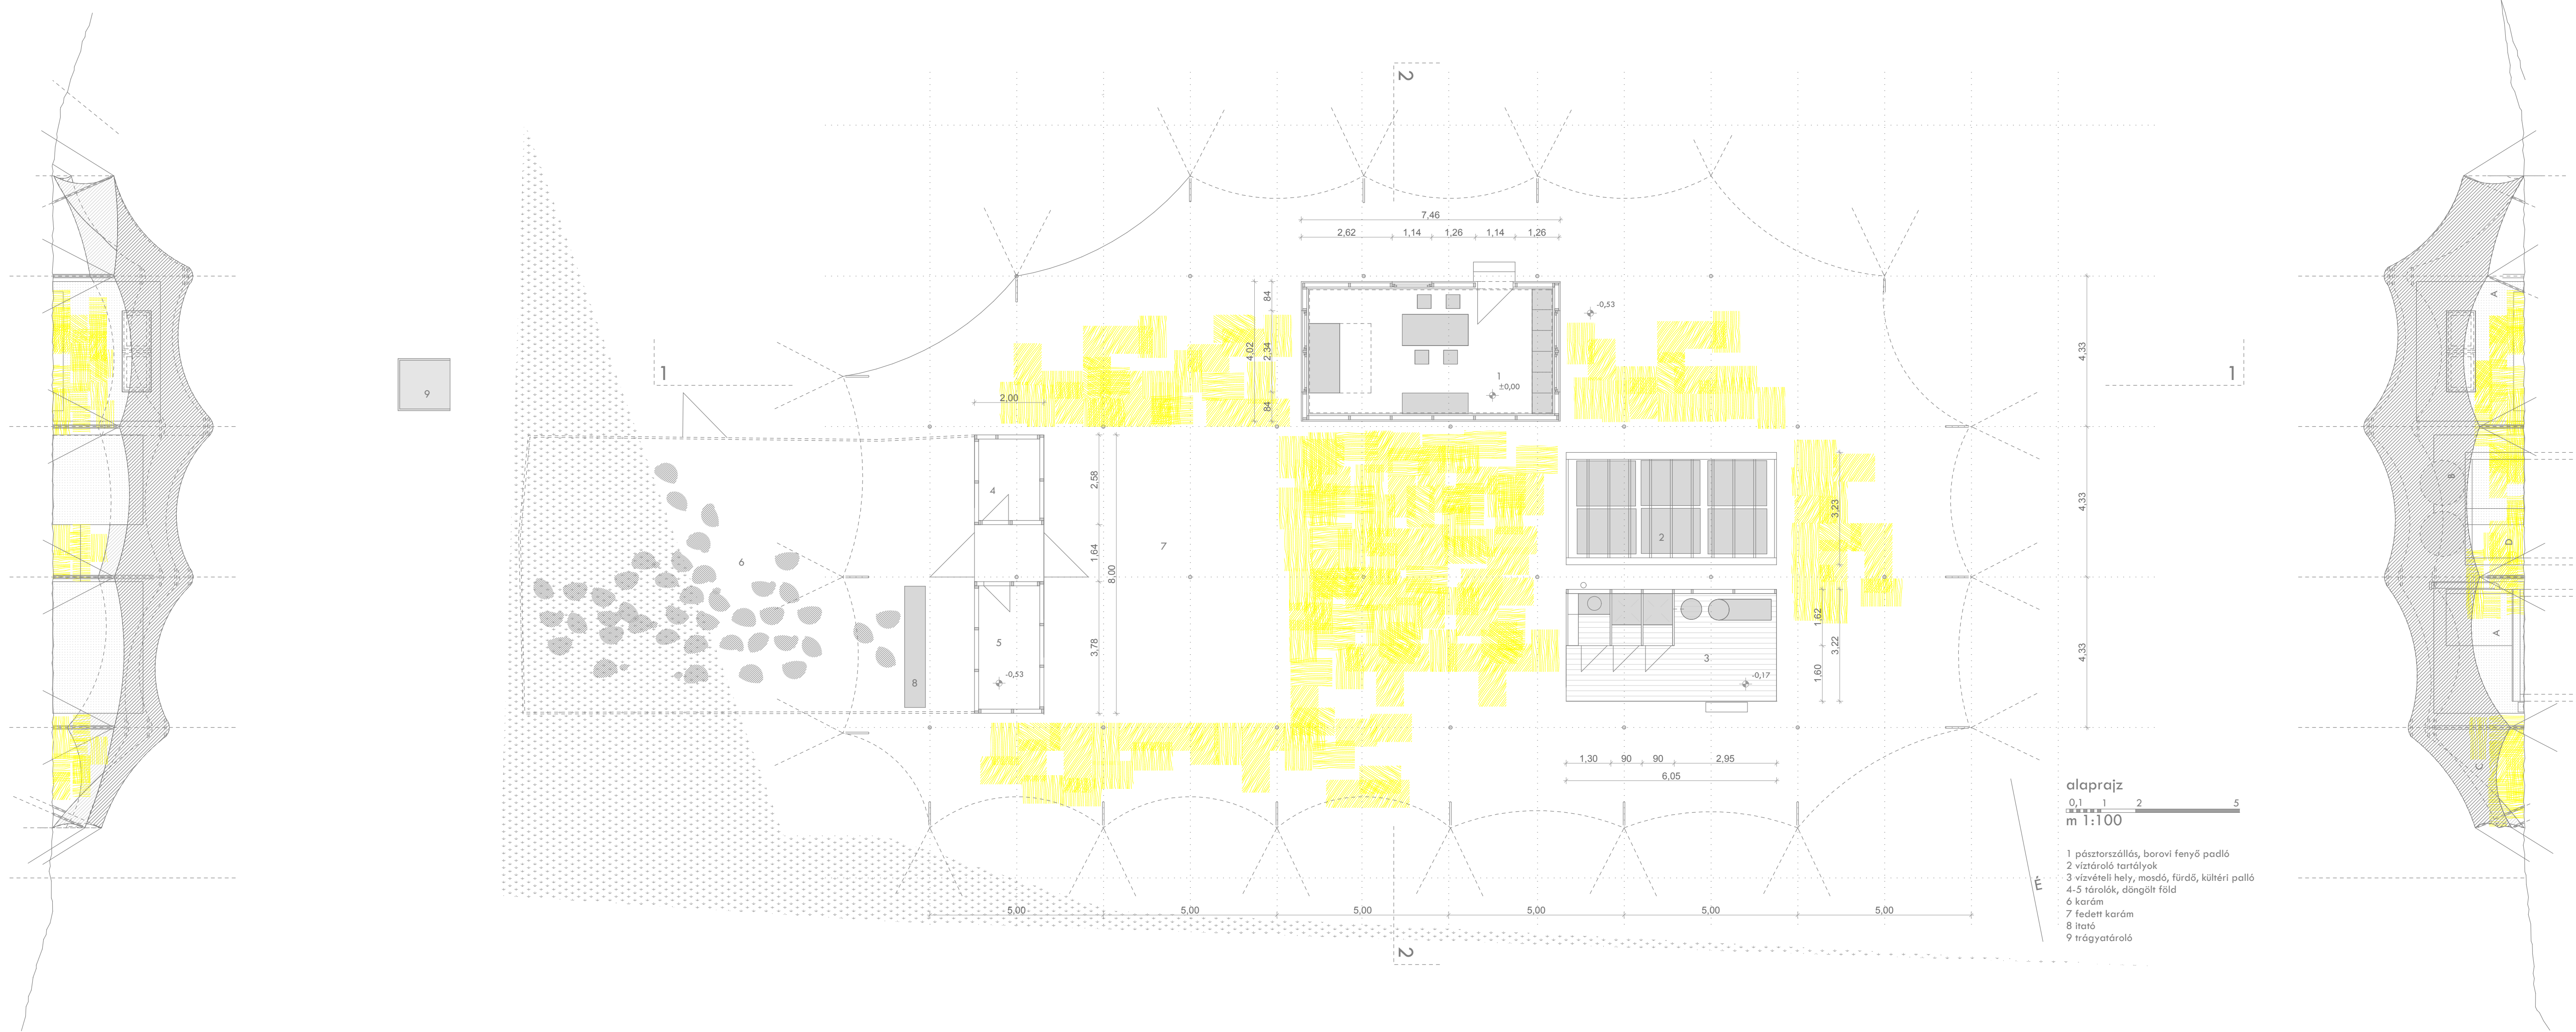 2
7,46
2,62 1,14 1,26 1,14 1,26
-0,53
84
4,02
2,34
84
1
±0,00
1
1
9
2,00
4,33
4,33
4,33
4
2,58
1,64
8,00
3,78
5
-0,53
6
7
8
2
3,23
1,62
3,22
1,60
3
-0,17
1,30 90 90 2,95
6,05
5,00 5,00 5,00 5,00 5,00 5,00
2
A
B
D
A
C
É
alaprajz
0,1 1 2 5
m 1:100
1 pásztorszállás, borovi fenyő padló
2 víztároló tartályok
3 vízvételi hely, mosdó, fürdő, kültéri palló
4-5 tárolók, döngölt föld
6 karám
7 fedett karám
8 itató
9 trágyatároló